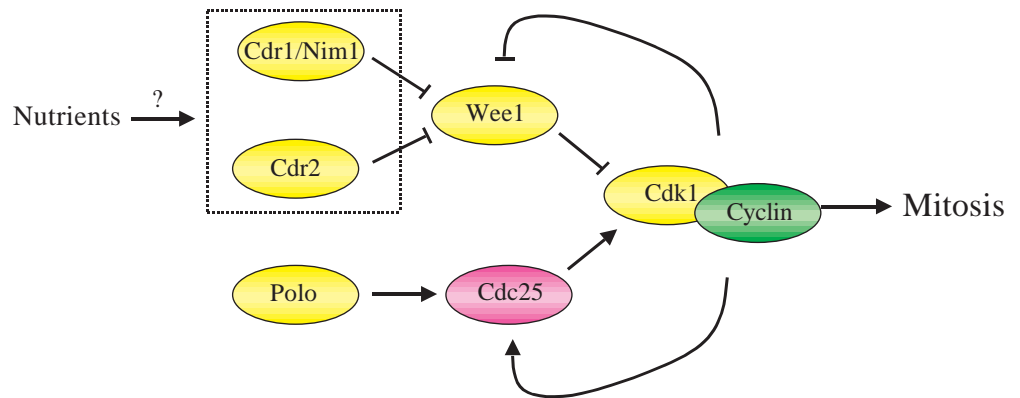 Cdr1/Nim1
?
Nutrients
Wee1
Cdr2
Cdk1
Cyclin
Mitosis
Polo
Cdc25